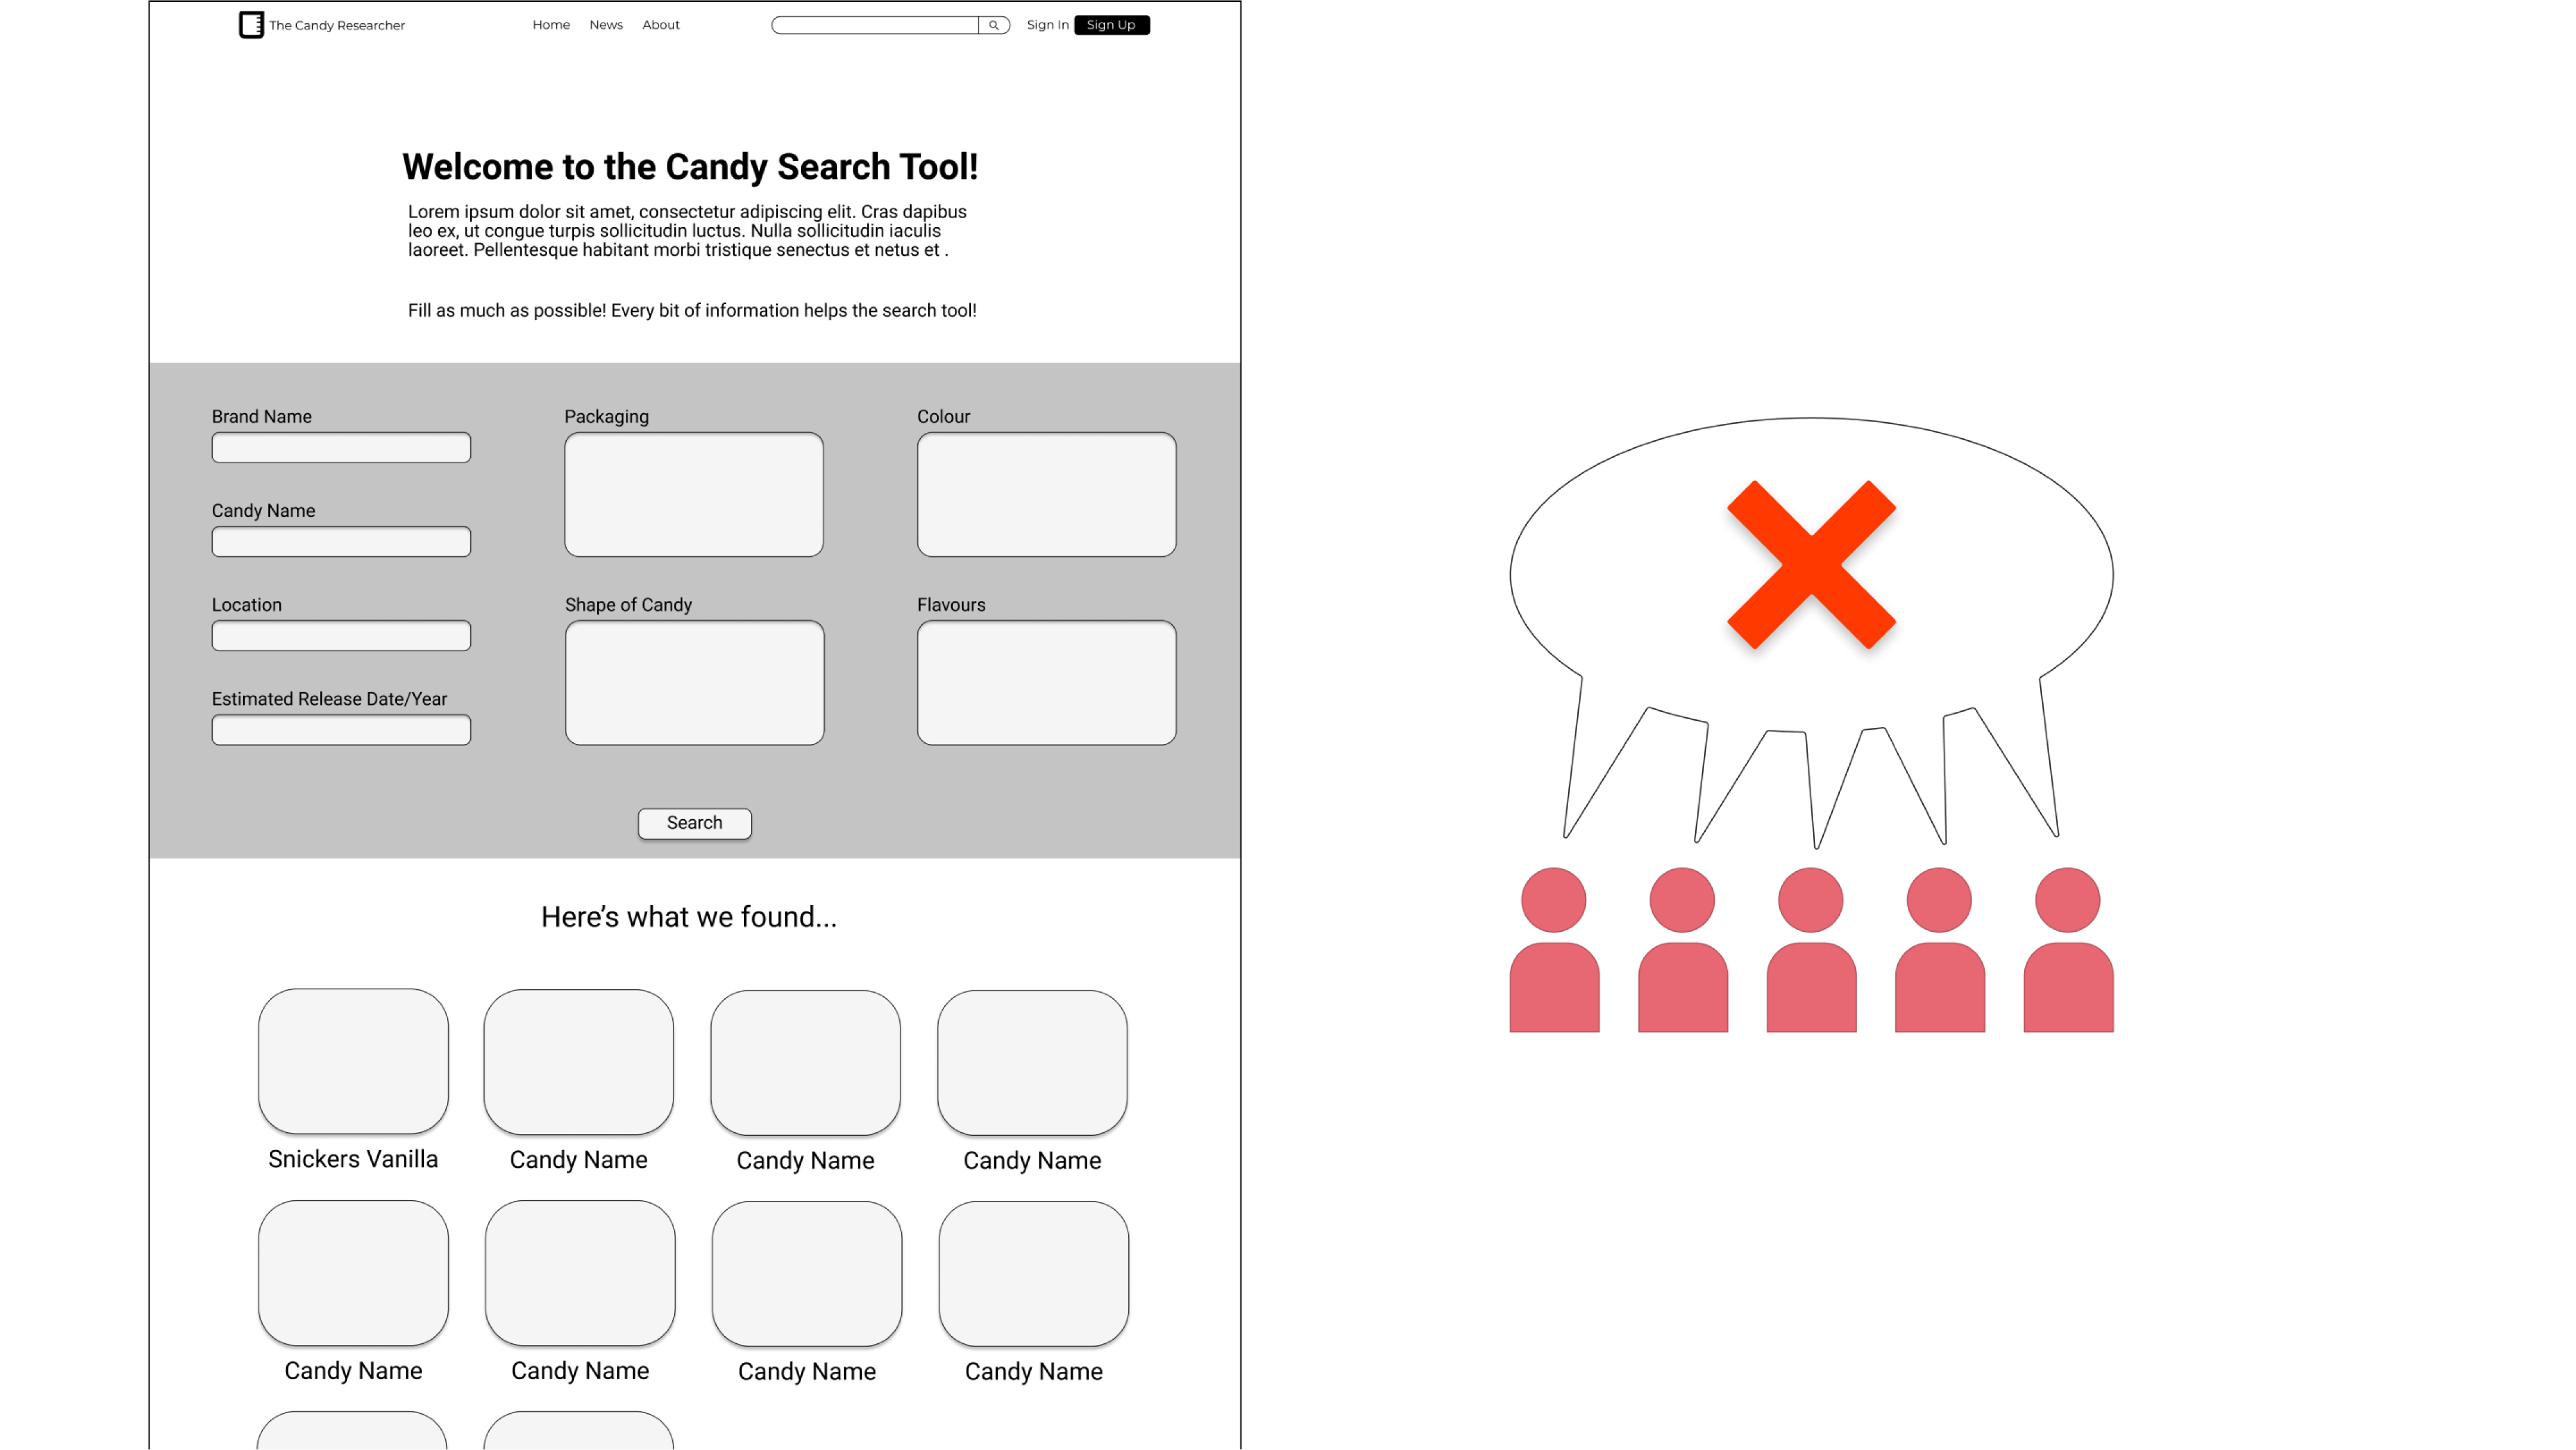 The Candy Researcher
Home News About
Sign In Sign Up
Welcome to the Candy Search Tool!
Lorem ipsum dolor sit amet, consectetur adipiscing elit. Cras dapibus
leo ex, ut congue turpis sollicitudin luctus. Nulla sollicitudin iaculis
laoreet. Pellentesque habitant morbi tristique senectus et netus et .
Fill as much as possible! Every bit of information helps the search tool!
Brand Name
Candy Name
Location
Estimated Release Date/Year
Packaging
Shape of Candy
Colour
Flavours
Search
Here’s what we found...
Snickers Vanilla
Candy Name
Candy Name
Candy Name
Candy Name
Candy Name
Candy Name
Candy Name